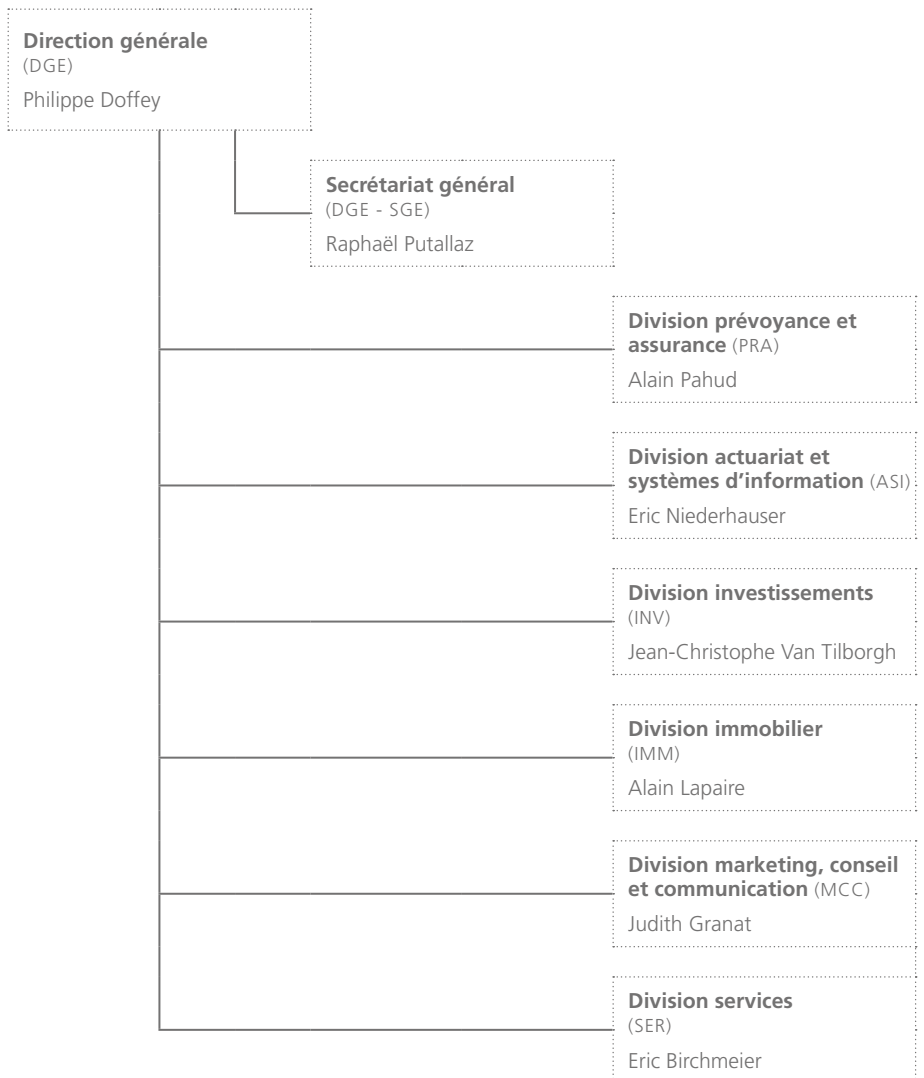 Direction générale
(DGE)
Philippe Doffey
Secrétariat général
(DGE - SGE)
Raphaël Putallaz
Division prévoyance et
assurance (PRA)
Alain Pahud
Division actuariat et
systèmes d’information (ASI)
Eric Niederhauser
Division investissements
(INV)
Jean-Christophe Van Tilborgh
Division immobilier
(IMM)
Alain Lapaire
Division marketing, conseil
et communication (MCC)
Judith Granat
Division services
(SER)
Eric Birchmeier